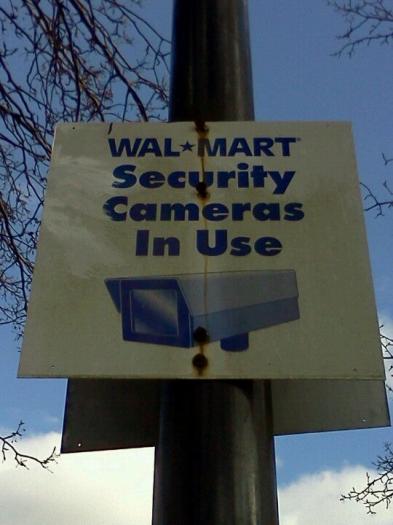 WAL★MART®
Security
Cameras
In Use